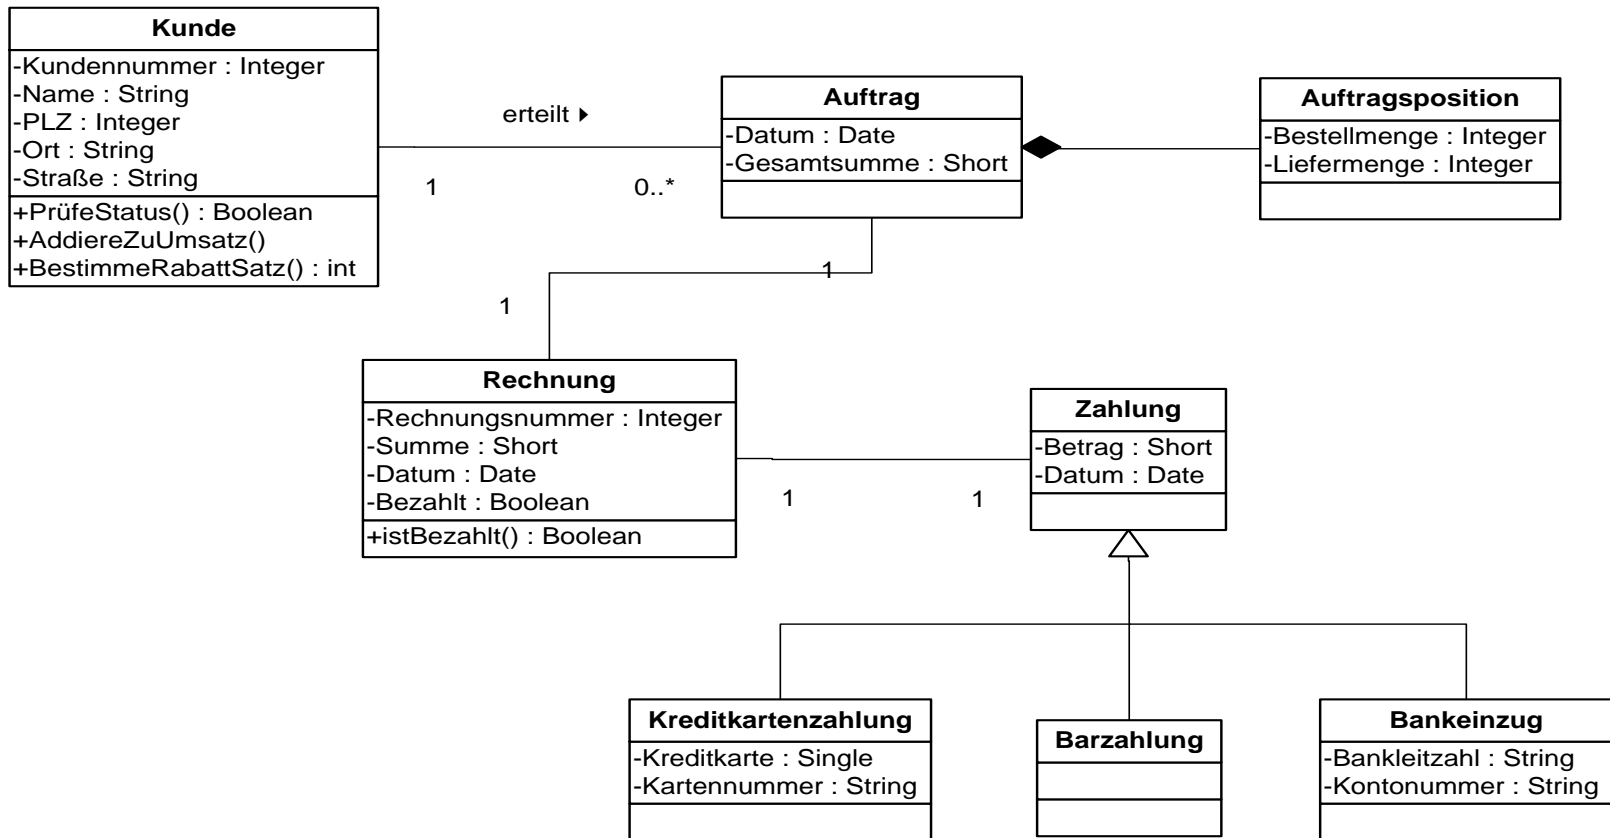 Kunde
-Kundennummer : Integer
-Name : String
-PLZ : Integer
-Ort : String
-Straße : String
+PrüfeStatus() : Boolean
+AddiereZuUmsatz()
+BestimmeRabattSatz() : int
erteilt
1
0..*
Auftrag
-Datum : Date
-Gesamtsumme : Short
Auftragsposition
-Bestellmenge : Integer
-Liefermenge : Integer
1
1
Rechnung
-Rechnungsnummer : Integer
-Summe : Short
-Datum : Date
-Bezahlt : Boolean
+istBezahlt() : Boolean
1
1
Zahlung
-Betrag : Short
-Datum : Date
Kreditkartenzahlung
-Kreditkarte : Single
-Kartennummer : String
Barzahlung
Bankeinzug
-Bankleitzahl : String
-Kontonummer : String